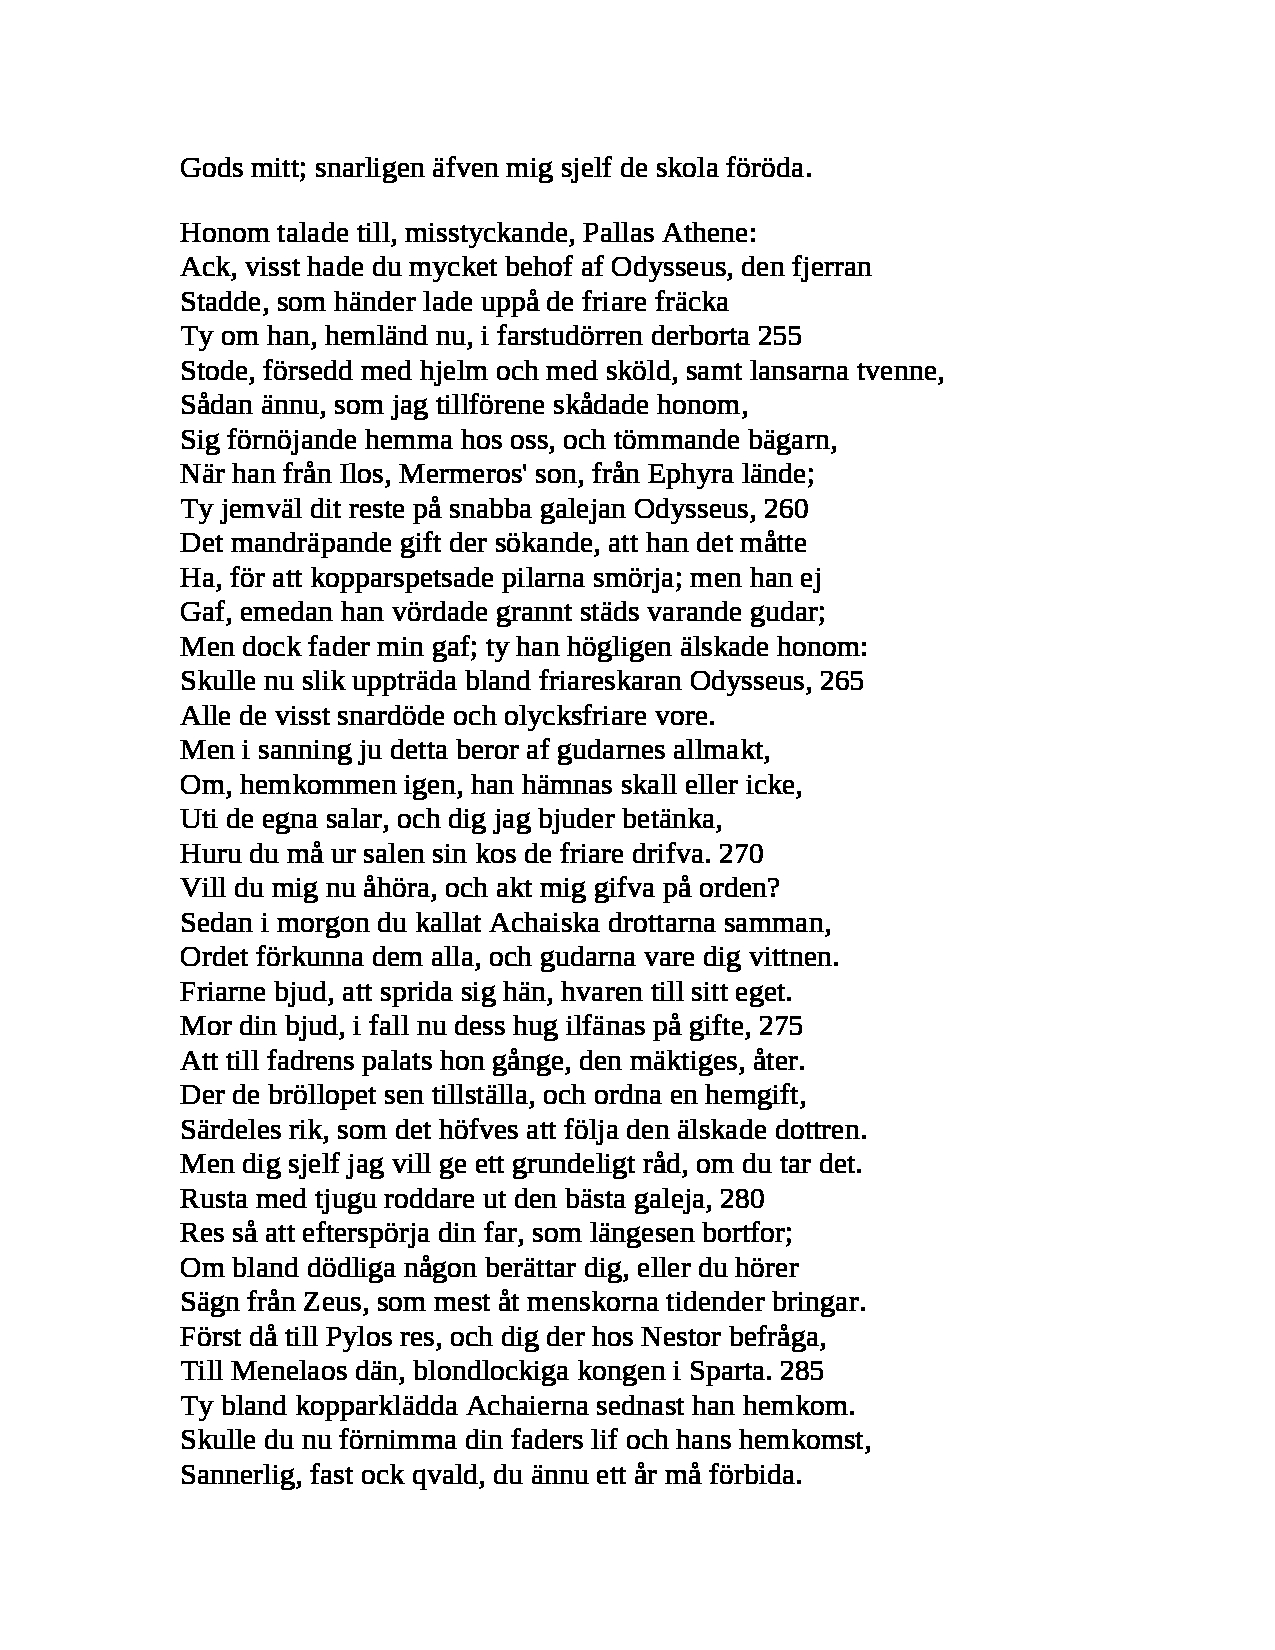 Gods mitt; snarligen äfven mig sjelf de skola föröda.
Honom talade till, misstyckande, Pallas Athene:
Ack, visst hade du mycket behof af Odysseus, den fjerran
Stadde, som händer lade uppå de friare fräcka
Ty om han, hemländ nu, i farstudörren derborta 255
Stode, försedd med hjelm och med sköld, samt lansarna tvenne,
Sådan ännu, som jag tillförene skådade honom,
Sig förnöjande hemma hos oss, och tömmande bägarn,
När han från Ilos, Mermeros' son, från Ephyra lände;
Ty jemväl dit reste på snabba galejan Odysseus, 260
Det mandräpande gift der sökande, att han det måtte
Ha, för att kopparspetsade pilarna smörja; men han ej
Gaf, emedan han vördade grannt städs varande gudar;
Men dock fader min gaf; ty han högligen älskade honom:
Skulle nu slik uppträda bland friareskaran Odysseus, 265
Alle de visst snardöde och olycksfriare vore.
Men i sanning ju detta beror af gudarnes allmakt,
Om, hemkommen igen, han hämnas skall eller icke,
Uti de egna salar, och dig jag bjuder betänka,
Huru du må ur salen sin kos de friare drifva. 270
Vill du mig nu åhöra, och akt mig gifva på orden?
Sedan i morgon du kallat Achaiska drottarna samman,
Ordet förkunna dem alla, och gudarna vare dig vittnen.
Friarne bjud, att sprida sig hän, hvaren till sitt eget.
Mor din bjud, i fall nu dess hug ilfänas på gifte, 275
Att till fadrens palats hon gånge, den mäktiges, åter.
Der de bröllopet sen tillställa, och ordna en hemgift,
Särdeles rik, som det höfves att följa den älskade dottren.
Men dig sjelf jag vill ge ett grundeligt råd, om du tar det.
Rusta med tjugu roddare ut den bästa galeja, 280
Res så att efterspörja din far, som längesen bortfor;
Om bland dödliga någon berättar dig, eller du hörer
Sägn från Zeus, som mest åt menskorna tidender bringar.
Först då till Pylos res, och dig der hos Nestor befråga,
Till Menelaos dän, blondlockiga kongen i Sparta. 285
Ty bland kopparklädda Achaierna sednast han hemkom.
Skulle du nu förnimma din faders lif och hans hemkomst,
Sannerlig, fast ock qvald, du ännu ett år må förbida.